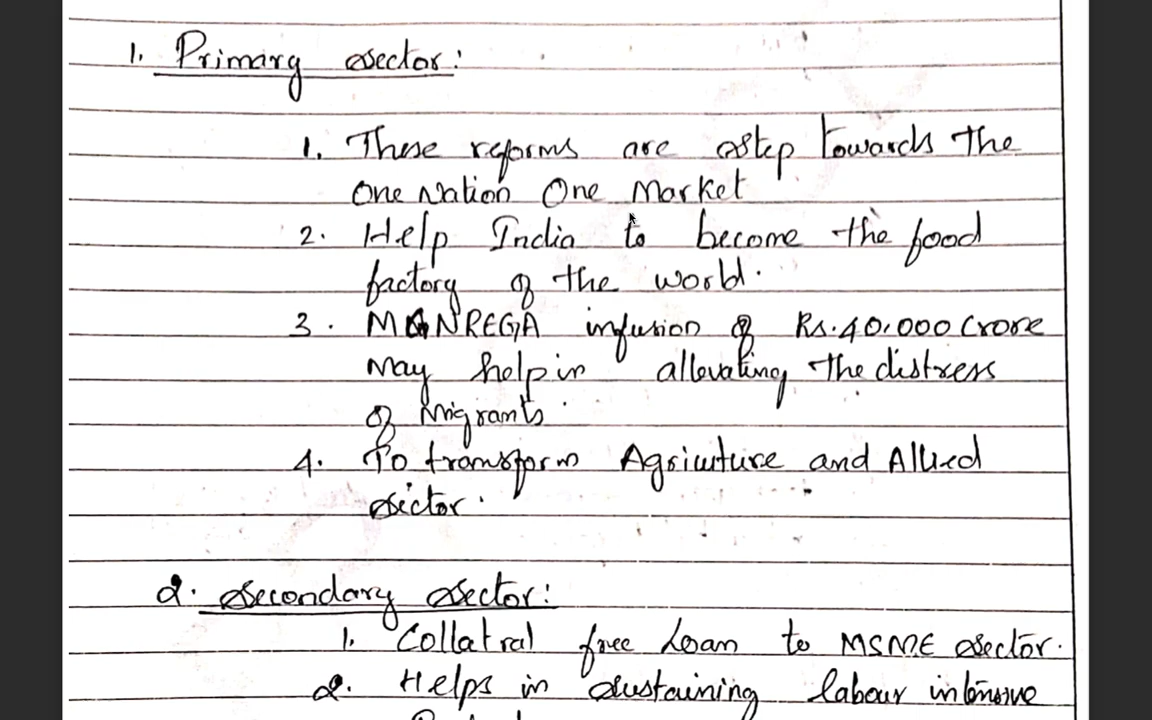 1. Primary sector:
1. These reforms are a step towards the
One Nation One Market
2. Help India to become the food
factory of the world.
3. MGNREGA infusion of Rs.40,000 Crore
May help in allevating the distress
of Migrants.
4. To transform Agriculture and Allied
sector.
2. Secondary sector:
1. Collatral free Loan to MSME sector.
2. Helps in sustaining labour intensive